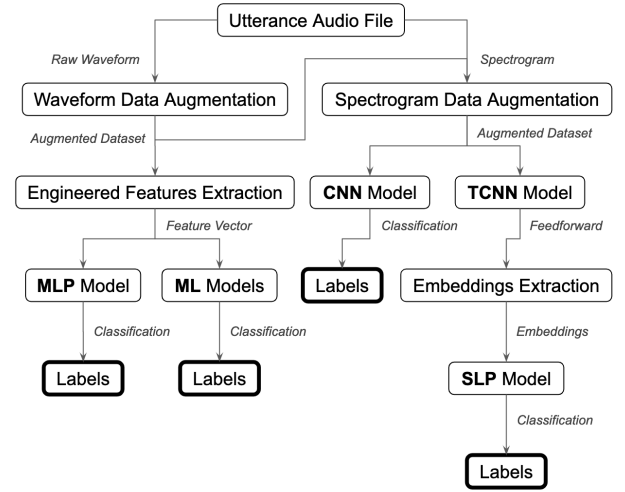 Utterance Audio File
Raw Waveform
Spectrogram
Waveform Data Augmentation
Spectrogram Data Augmentation
Augmented Dataset
Augmented Dataset
Engineered Features Extraction
CNN Model
TCNN Model
Feature Vector
Classification
Feedforward
MLP Model
ML Models
Labels
Embeddings Extraction
Classification
Classification
Embeddings
Labels
Labels
SLP Model
Classification
Labels